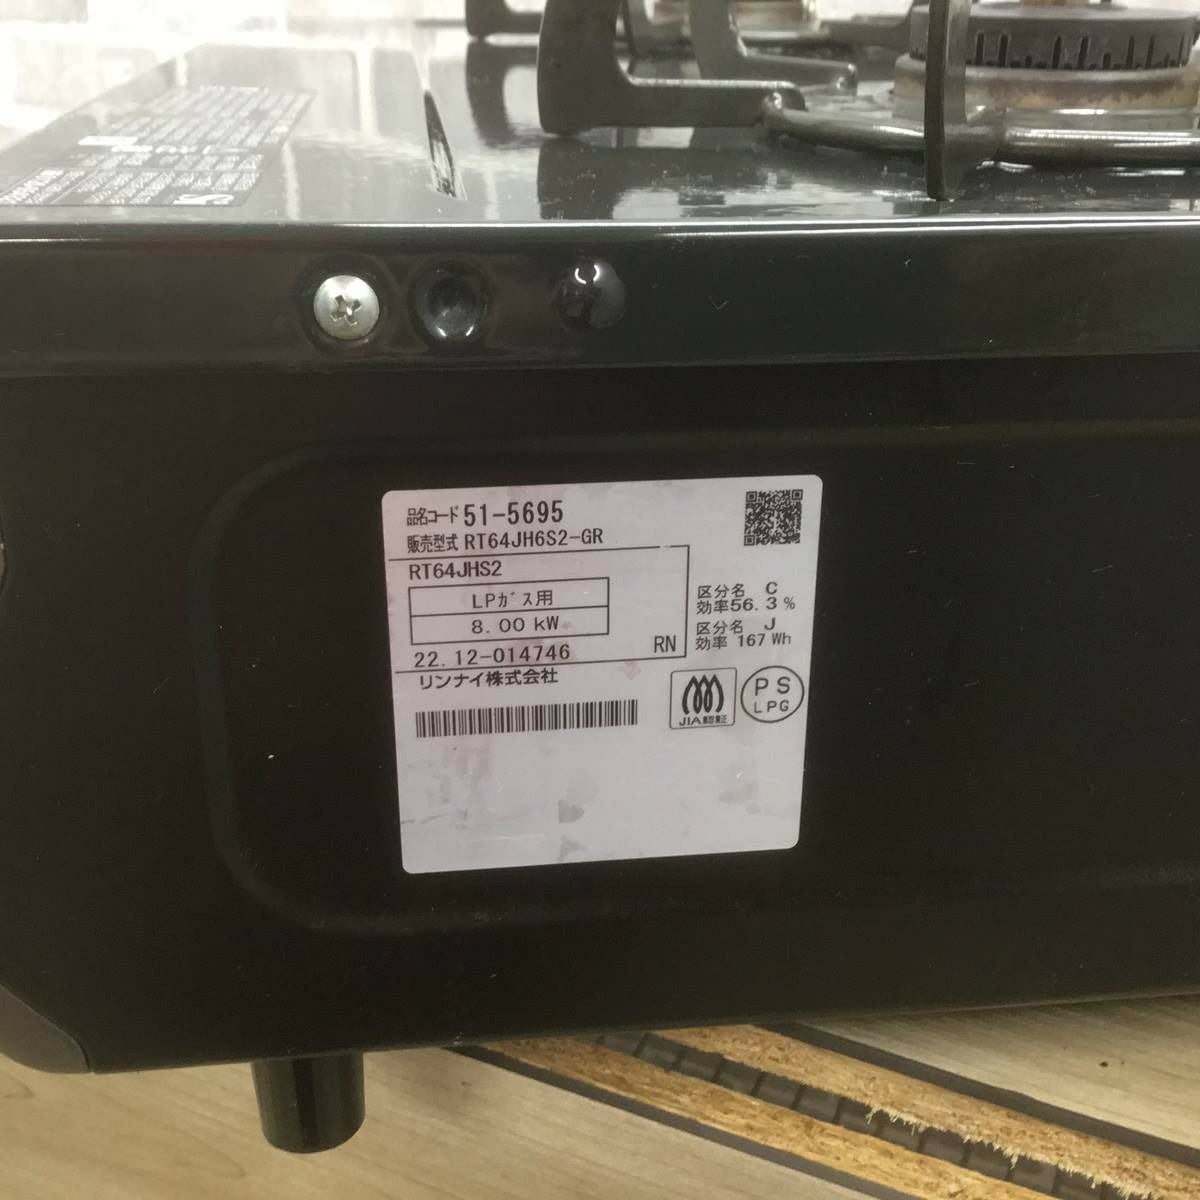 品名コード 51-5695
販売型式 RT64JH6S2-GR
RT64JHS2
LPガス用
8.00 kW
22.12-014746 RN
リンナイ株式会社
区分名 C
効率56.3%
区分名 J
効率 167 Wh
JIA
PS
LPG